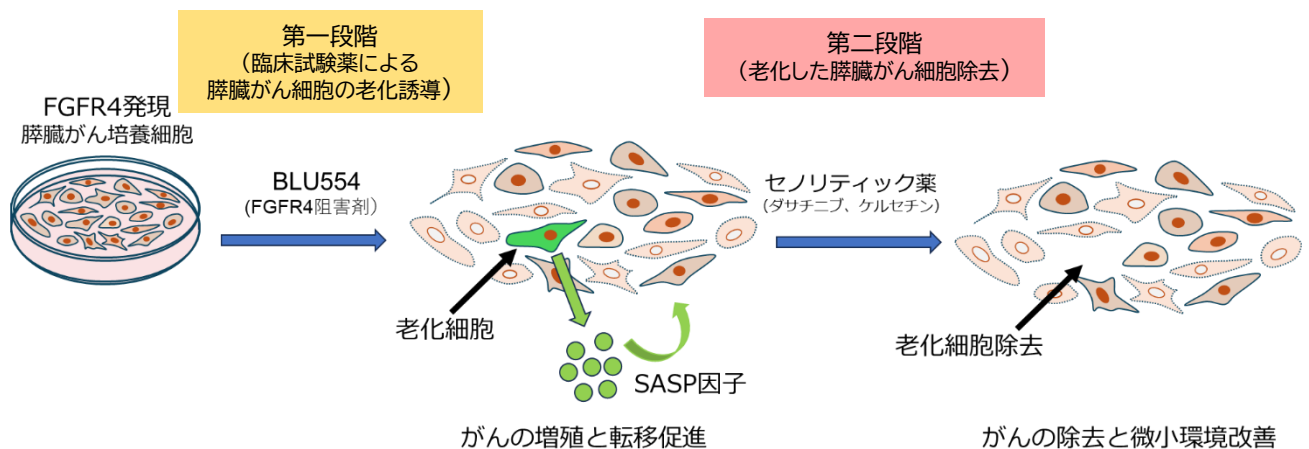 第一段階
(臨床試験薬による
膵臓がん細胞の老化誘導)
第二段階
(老化した膵臓がん細胞除去)
FGFR4発現
膵臓がん培養細胞
BLU554
(FGFR4阻害剤)
セノリティック薬
(ダサチニブ、ケルセチン)
老化細胞
SASP因子
老化細胞除去
がんの増殖と転移促進
がんの除去と微小環境改善